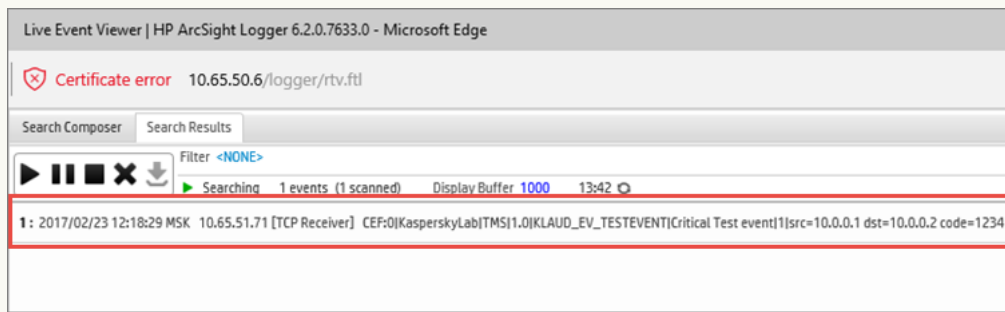 Live Event Viewer | HP ArcSight Logger 6.2.0.7633.0 - Microsoft Edge
Certificate error 10.65.50.6/logger/rtv.ftl
Search Composer Search Results
Filter <NONE>
Searching 1 events (1 scanned) Display Buffer 1000 13:42
1 : 2017/02/23 12:18:29 MSK 10.65.51.71 [TCP Receiver] CEF:0|KasperskyLab|TMS|1.0|KLAUD_EV_TESTEVENT|Critical Test event|1|src=10.0.0.1 dst=10.0.0.2 code=1234